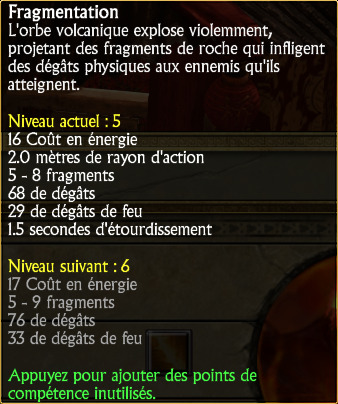 Fragmentation
L'orbe volcanique explose violemment,
projetant des fragments de roche qui infligent
des dégâts physiques aux ennemis qu'ils
atteignent.
Niveau actuel : 5
16 Coût en énergie
2.0 mètres de rayon d'action
5 - 8 fragments
68 de dégâts
29 de dégâts de feu
1.5 secondes d'étourdissement
Niveau suivant : 6
17 Coût en énergie
5 - 9 fragments
76 de dégâts
33 de dégâts de feu
Appuyez pour ajouter des points de
compétence inutilisés.